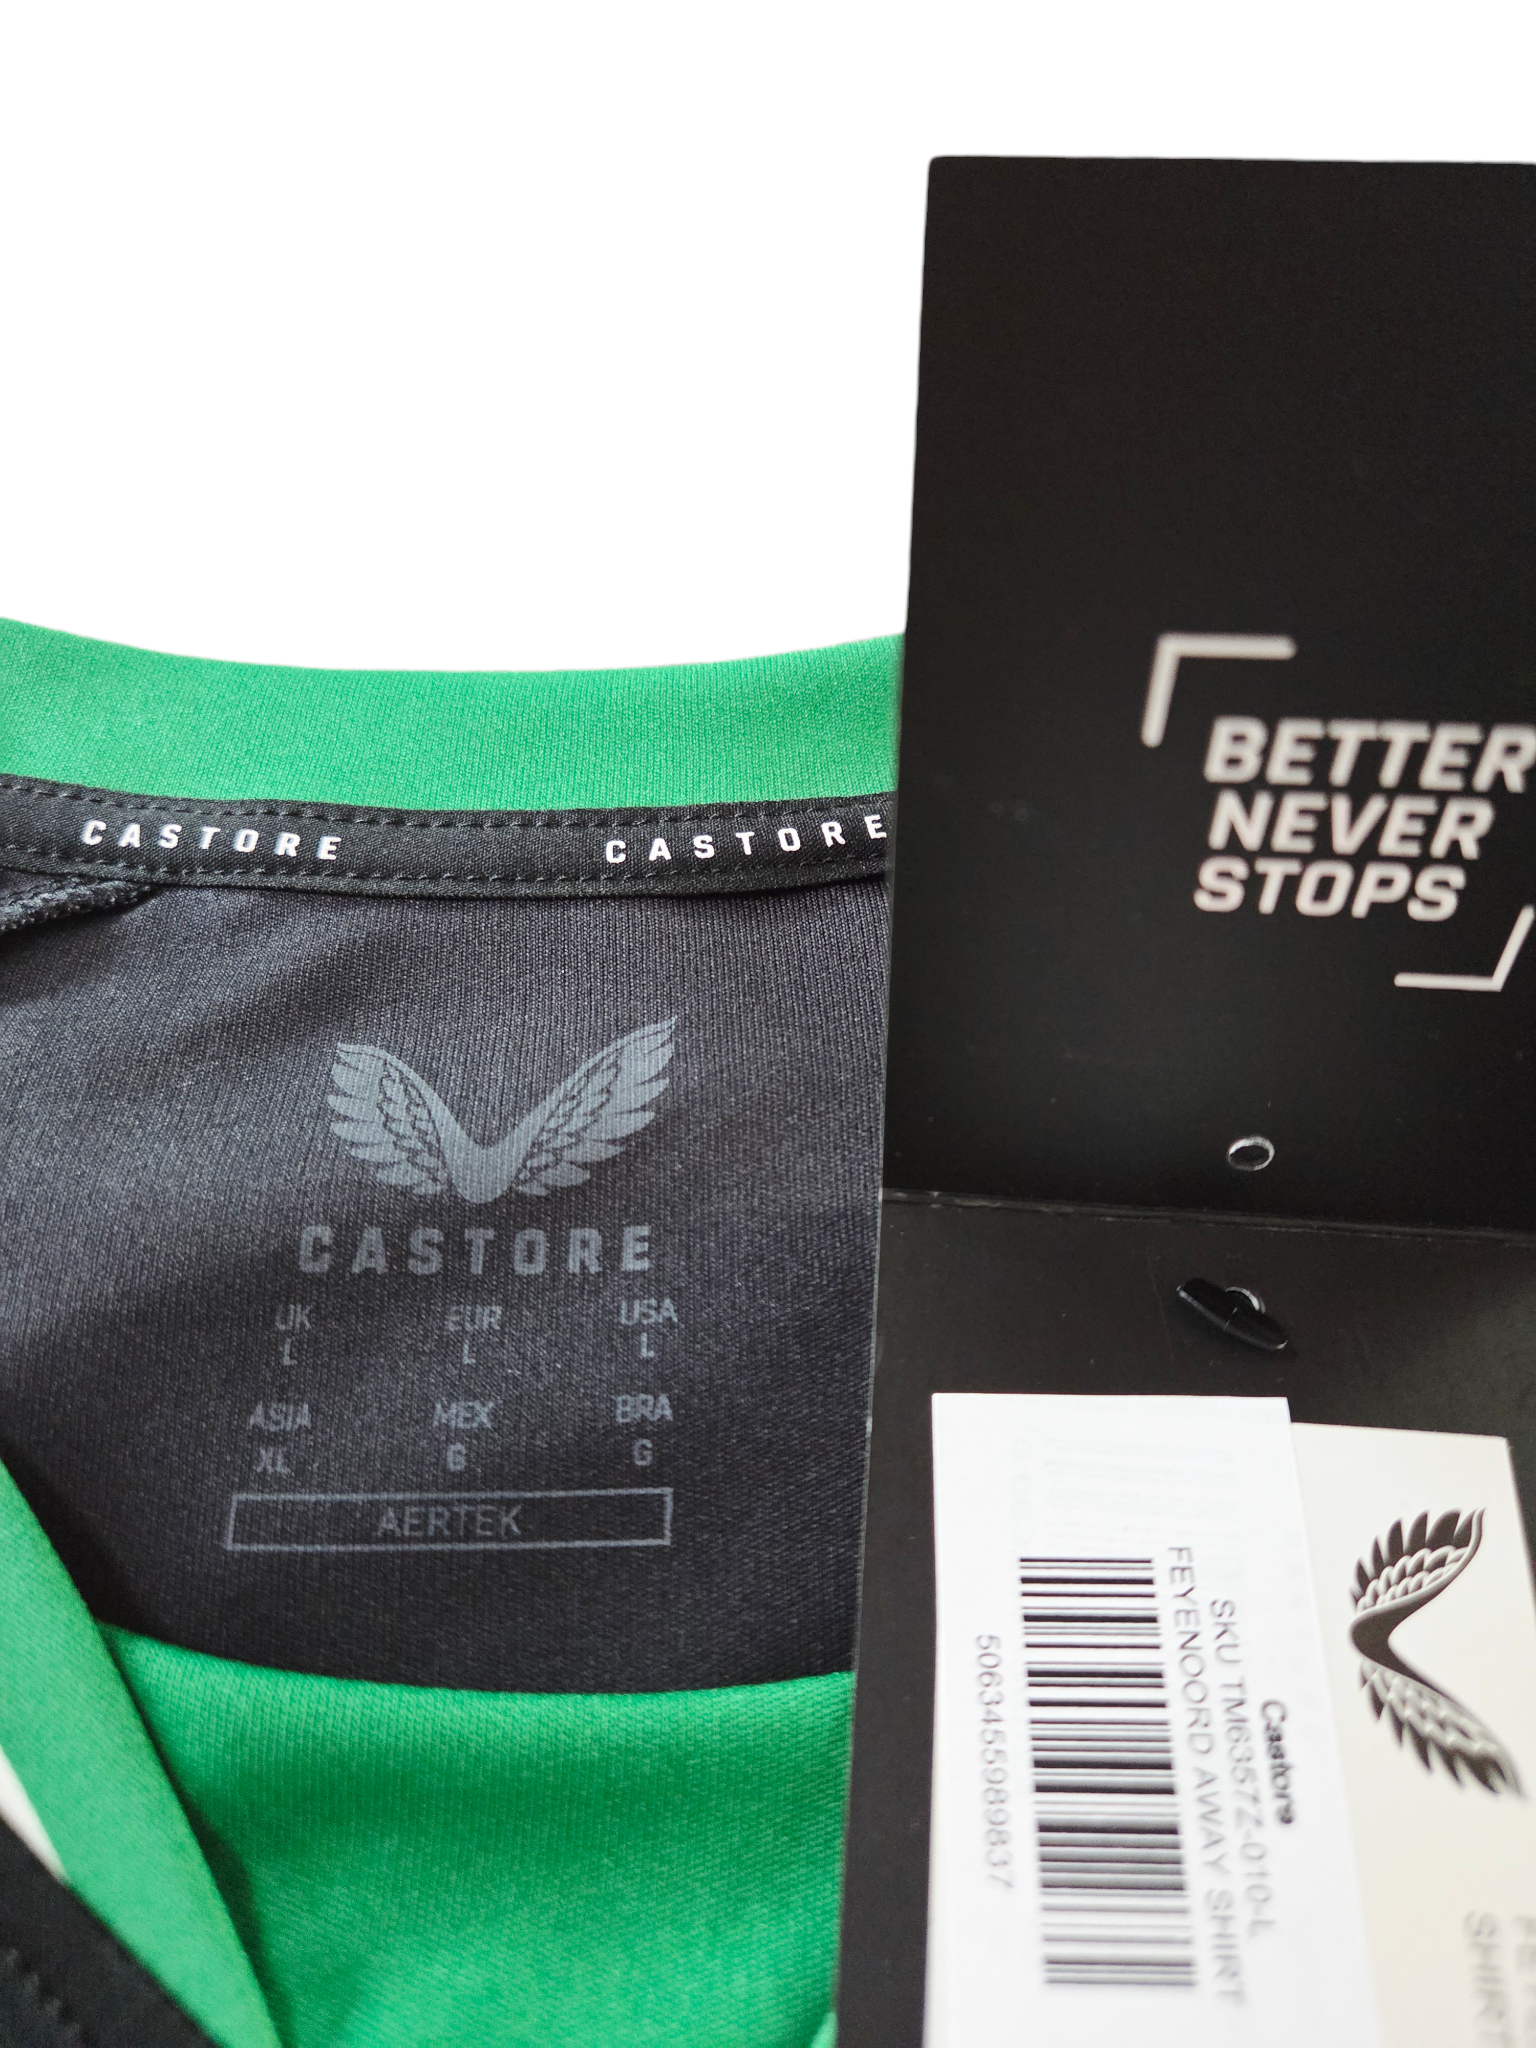 CASTORE CASTORE
CASTORE
UK EUR USA
L L L
ASIA MEX BRA
XL G G
AERTEK
BETTER
NEVER
STOPS
Castore
SKU TM6357Z-010-L
FEYENOORD AWAY SHIRT
5063455989837
SHIRT